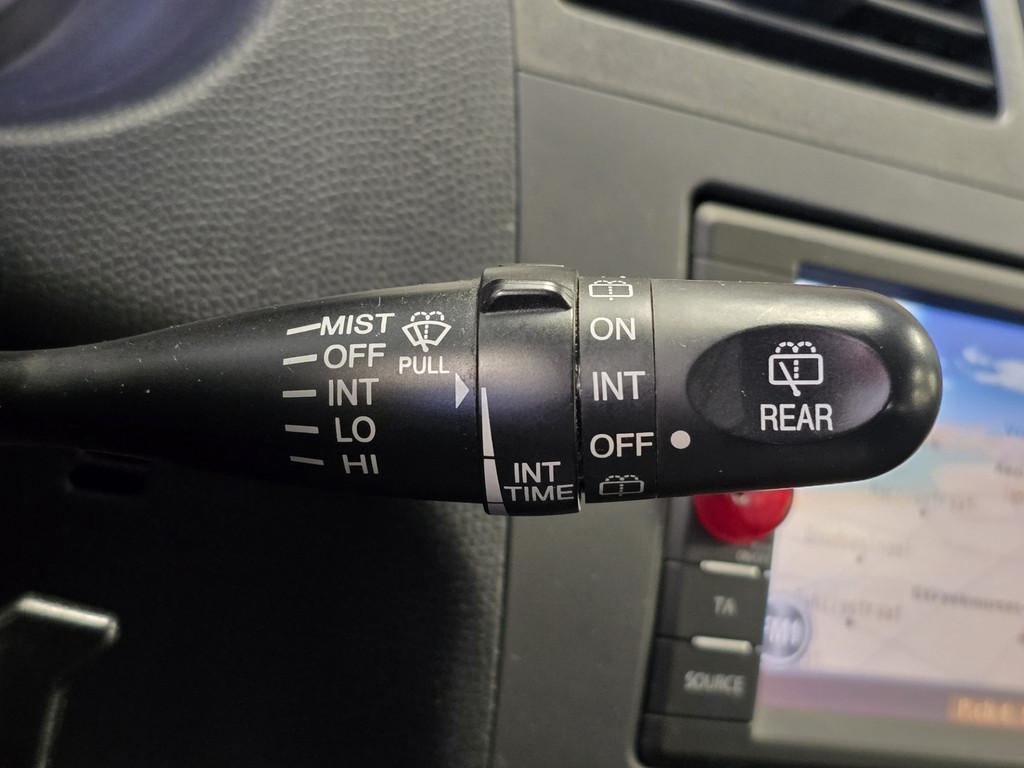 MIST
OFF
INT
LO
HI
PULL
INT
TIME
ON
INT
OFF
REAR
TA
SOURCE